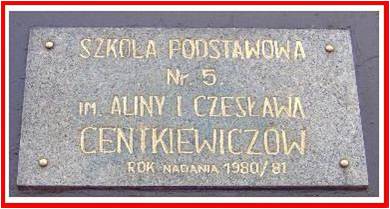 SZKOŁA PODSTAWOWA
Nr. 5
IM. ALINY I CZESŁAWA
CENTKIEWICZÓW
ROK NADANIA 1980/81